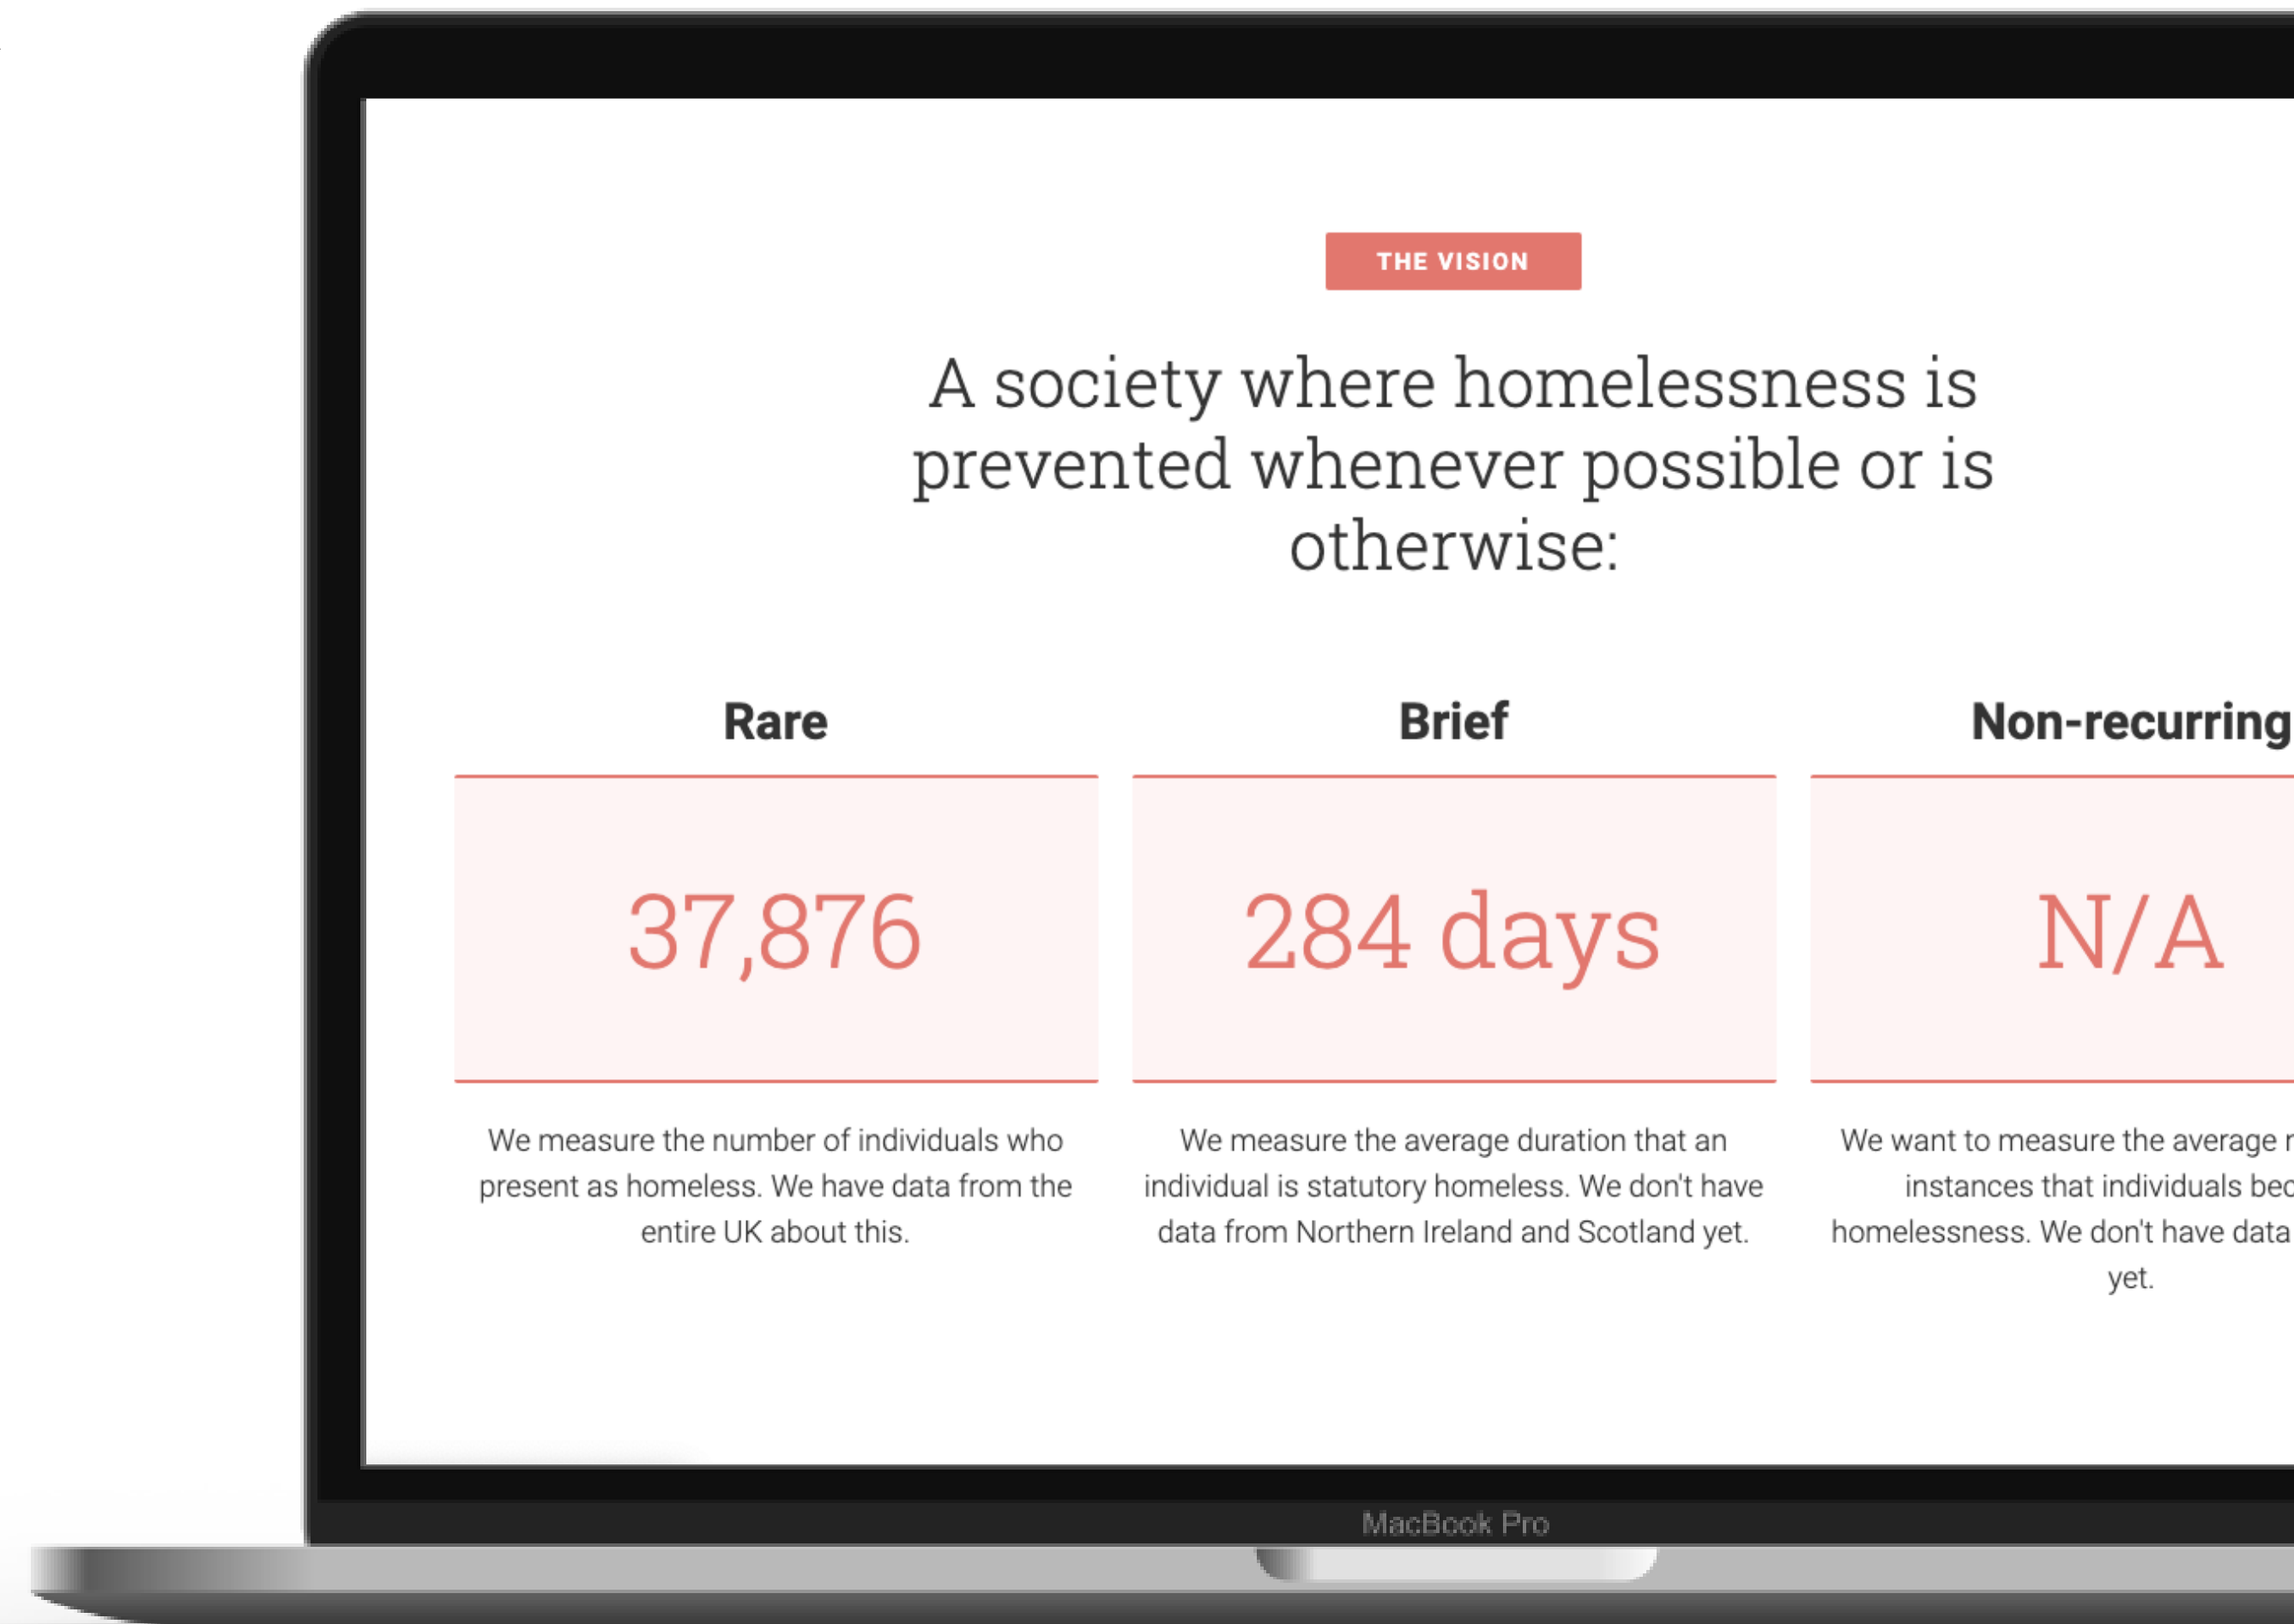 THE VISION
A society where homelessness is
prevented whenever possible or is
otherwise:
Rare
37,876
We measure the number of individuals who
present as homeless. We have data from the
entire UK about this.
Brief
284 days
We measure the average duration that an
individual is statutory homeless. We don't have
data from Northern Ireland and Scotland yet.
Non-recurring
N/A
We want to measure the average
instances that individuals
homelessness. We don't have data
yet.
MacBook Pro